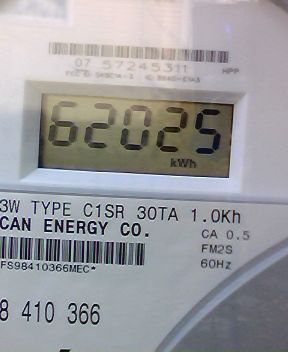 07 57245311
HPP
62025
kWh
3W TYPE C1SR 30TA 1.0Kh
CAN ENERGY CO.
CA 0.5
FM2S
FS98410366MEC*
60Hz
8 410 366